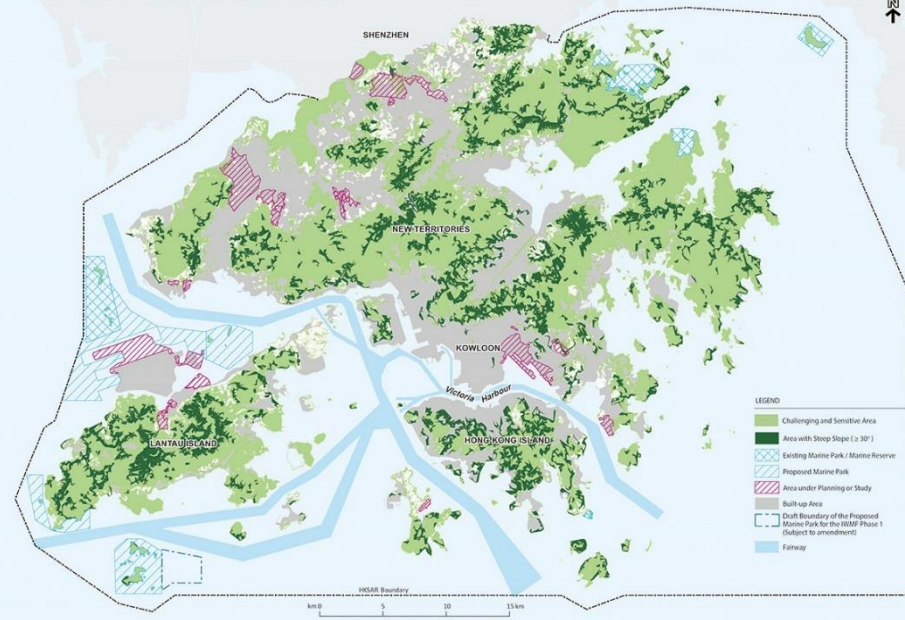 N
SHENZHEN
NEW TERRITORIES
KOWLOON
Victoria Harbour
LANTAU ISLAND
HONG KONG ISLAND
LEGEND
Challenging and Sensitive Area
Area with Steep Slope ( ≥ 30° )
Existing Marine Park / Marine Reserve
Proposed Marine Park
Area under Planning or Study
Built-up Area
Draft Boundary of the Proposed
Marine Park for the IWMF Phase 1
(Subject to amendment)
Fairway
HKSAR Boundary
km 0 5 10 15 km